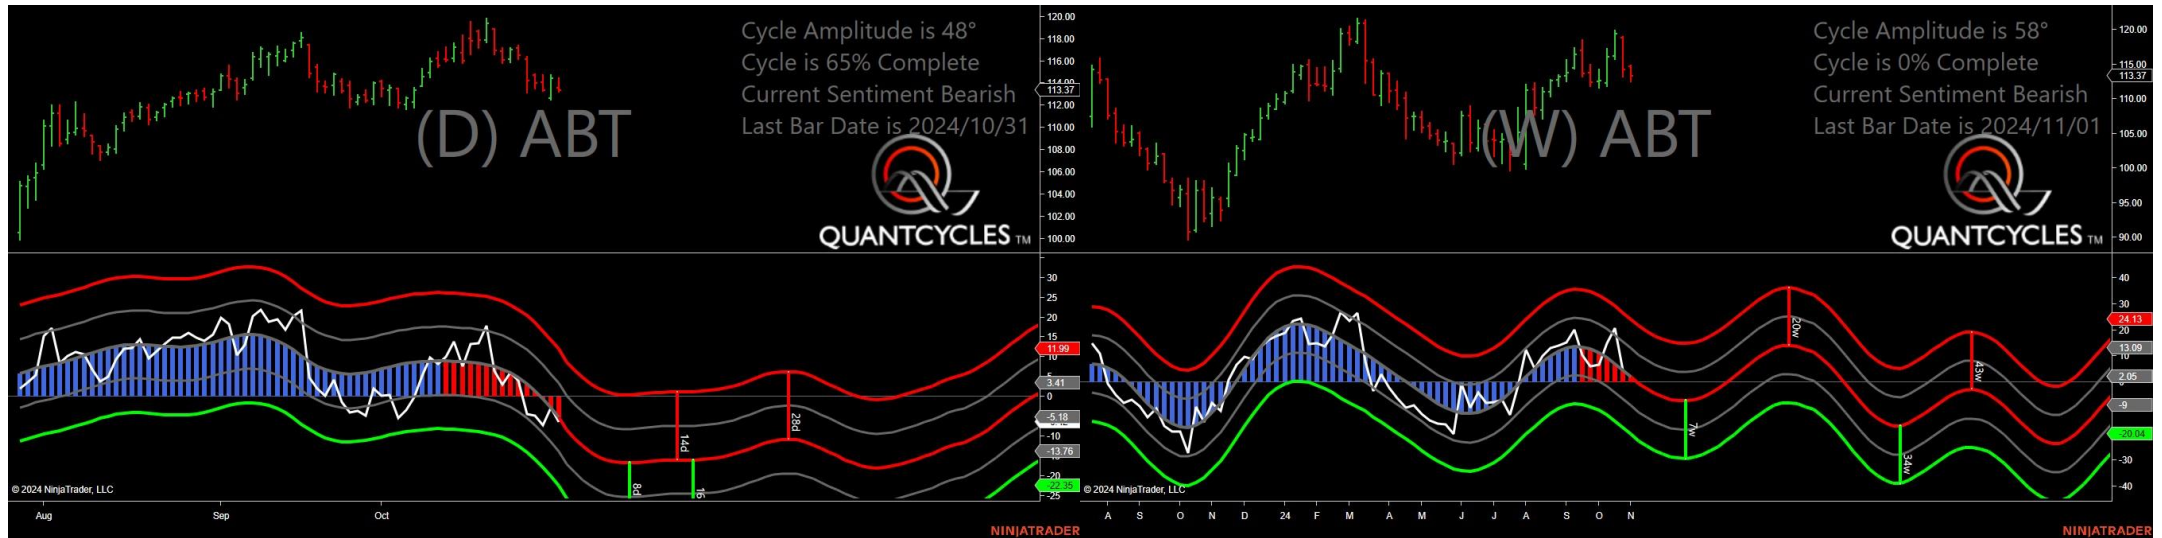 Cycle Amplitude is 48°
Cycle is 65% Complete
Current Sentiment Bearish
Last Bar Date is 2024/10/31
(D) ABT
QUANTCYCLES TM
120.00
118.00
116.00
114.00
113.37
112.00
110.00
108.00
106.00
104.00
102.00
100.00
30
25
20
15
11.99
10
5
3.41
0
-5.18
-10
-13.76
-20
-22.35
-25
14d
28d
8d
16
© 2024 NinjaTrader, LLC
Aug Sep Oct
NINJATRADER
Cycle Amplitude is 58°
Cycle is 0% Complete
Current Sentiment Bearish
Last Bar Date is 2024/11/01
(W) ABT
QUANTCYCLES TM
120.00
115.00
113.37
110.00
105.00
100.00
95.00
90.00
40
30
24.13
20
13.09
10
2.05
-9
-20.04
-30
-40
20w
43w
7w
34w
© 2024 NinjaTrader, LLC
A S O N D 24 F M A M J J A S O N
NINJATRADER